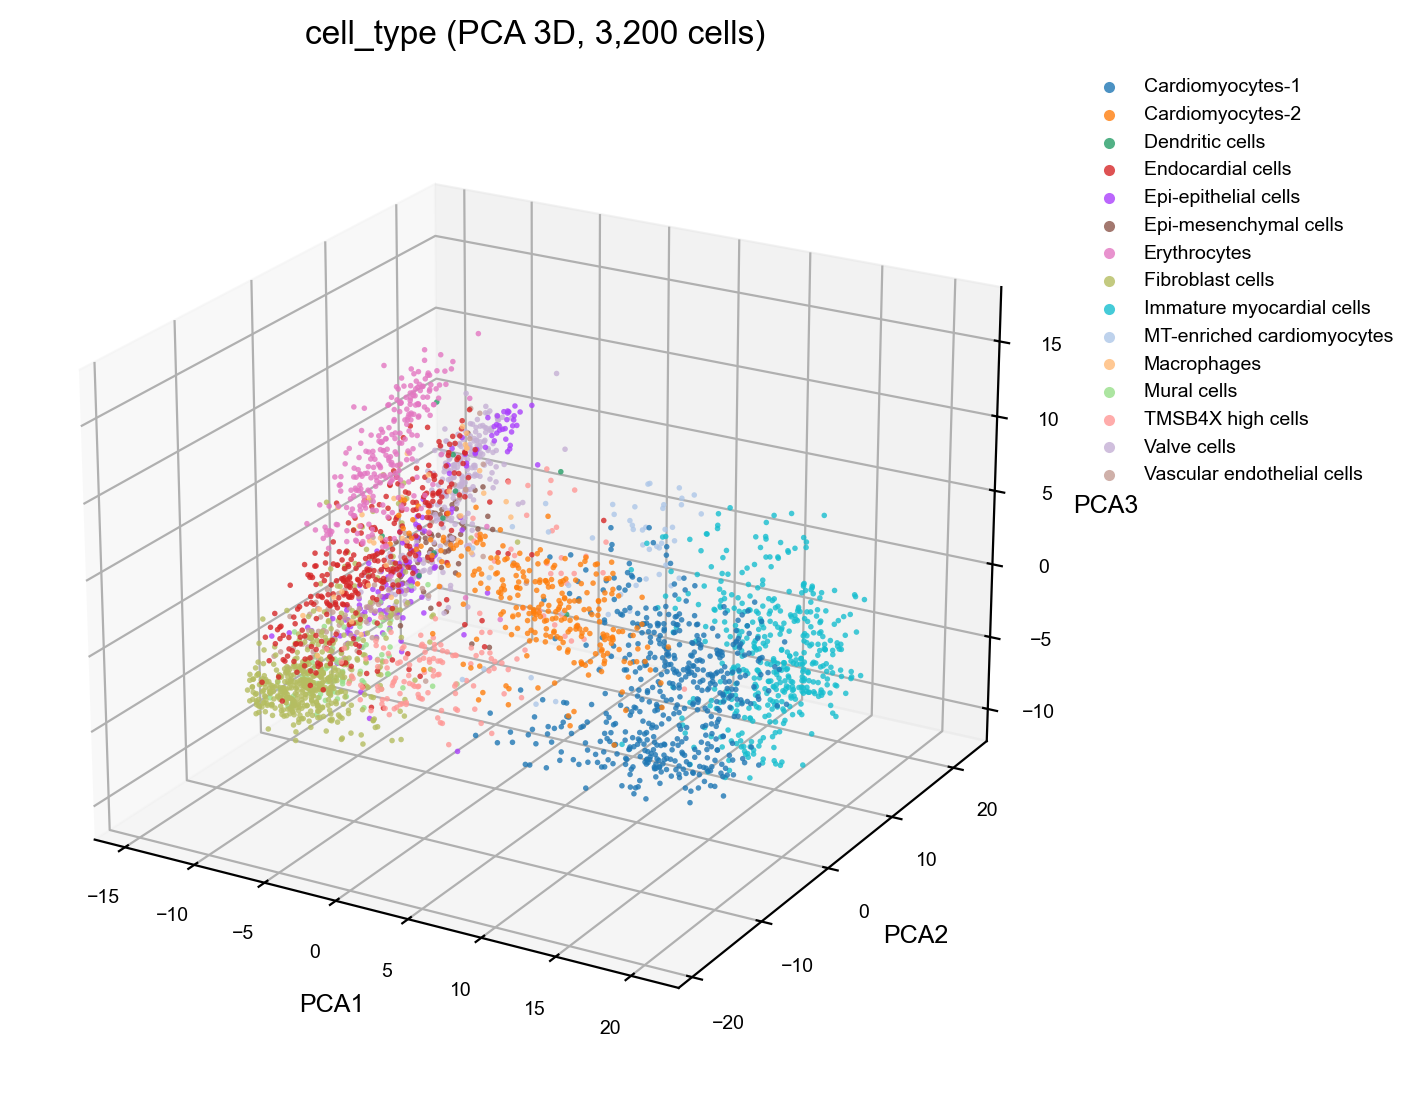 cell_type (PCA 3D, 3,200 cells)
Cardiomyocytes-1
Cardiomyocytes-2
Dendritic cells
Endocardial cells
Epi-epithelial cells
Epi-mesenchymal cells
Erythrocytes
Fibroblast cells
Immature myocardial cells
MT-enriched cardiomyocytes
Macrophages
Mural cells
TMSB4X high cells
Valve cells
Vascular endothelial cells
PCA3
15
10
5
0
−5
−10
20
10
0
−10
−20
PCA2
−15
−10
−5
0
5
10
15
20
PCA1